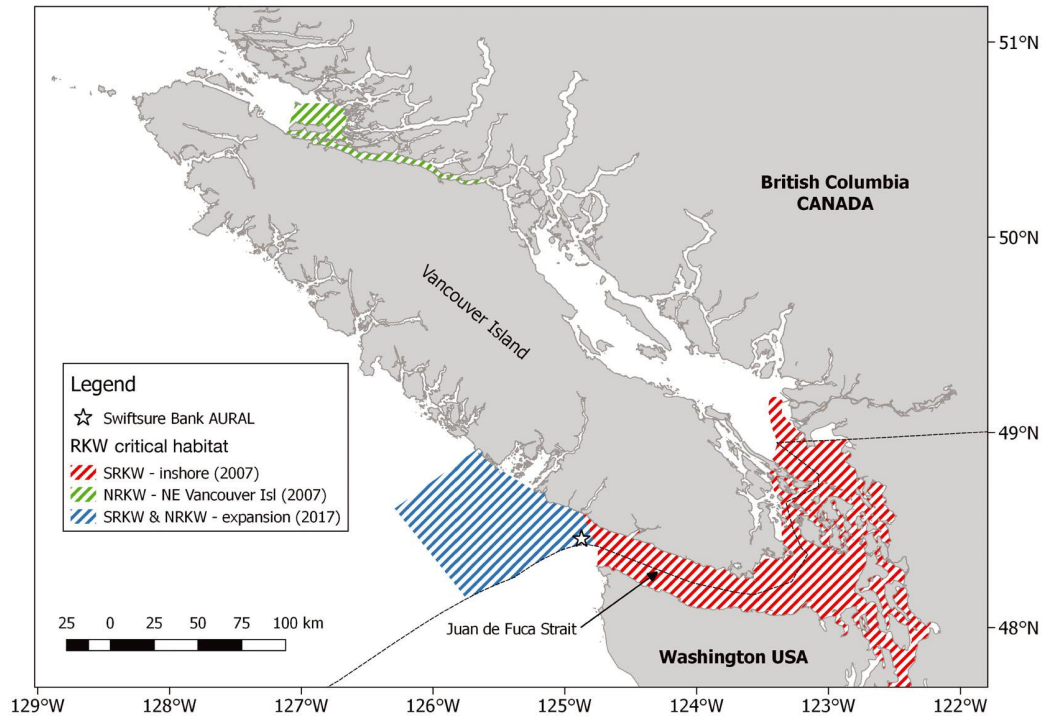 51°N
British Columbia
CANADA
50°N
Vancouver Island
Legend
Swiftsure Bank AURAL
RKW critical habitat
SRKW - inshore (2007)
NRKW - NE Vancouver Isl (2007)
SRKW & NRKW - expansion (2017)
49°N
25 0 25 50 75 100 km
Juan de Fuca Strait
48°N
Washington USA
129°W 128°W 127°W 126°W 125°W 124°W 123°W 122°W